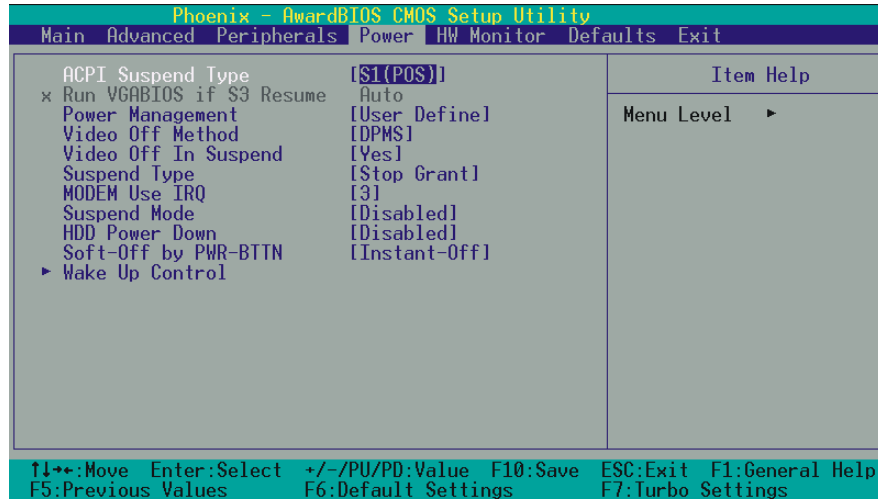 Phoenix - AwardBIOS CMOS Setup Utility
Main Advanced Peripherals Power HW Monitor Defaults Exit
ACPI Suspend Type [S1(POS)]
x Run VGABIOS if S3 Resume Auto
Power Management [User Define]
Video Off Method [DPMS]
Video Off In Suspend [Yes]
Suspend Type [Stop Grant]
MODEM Use IRQ [3]
Suspend Mode [Disabled]
HDD Power Down [Disabled]
Soft-Off by PWR-BTTN [Instant-Off]
► Wake Up Control
Item Help
Menu Level ►
↑↓→←:Move Enter:Select +/-/PU/PD:Value F10:Save ESC:Exit F1:General Help
F5:Previous Values F6:Default Settings F7:Turbo Settings